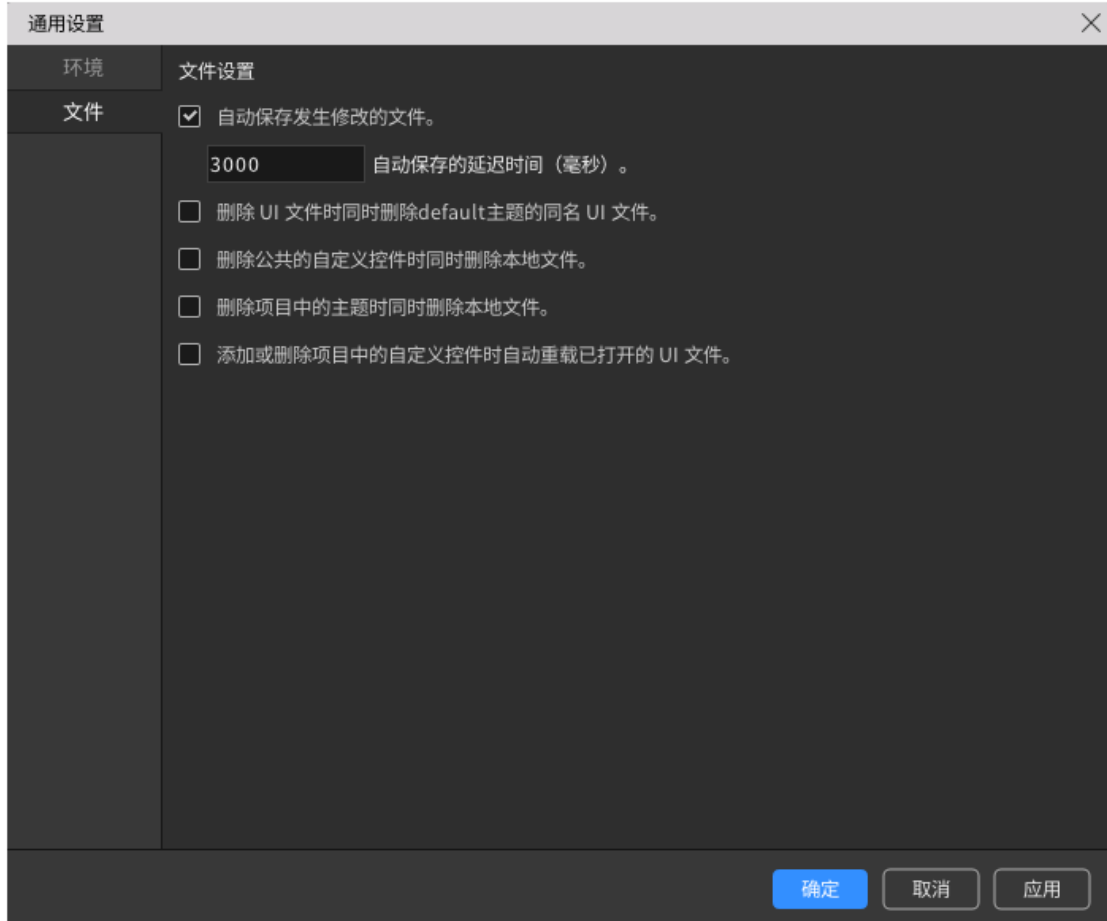 通用设置
环境
文件
文件设置
自动保存发生修改的文件。
3000 自动保存的延迟时间（毫秒）。
删除 UI 文件时同时删除default主题的同名 UI 文件。
删除公共的自定义控件时同时删除本地文件。
删除项目中的主题时同时删除本地文件。
添加或删除项目中的自定义控件时自动重载已打开的 UI 文件。
确定 取消 应用